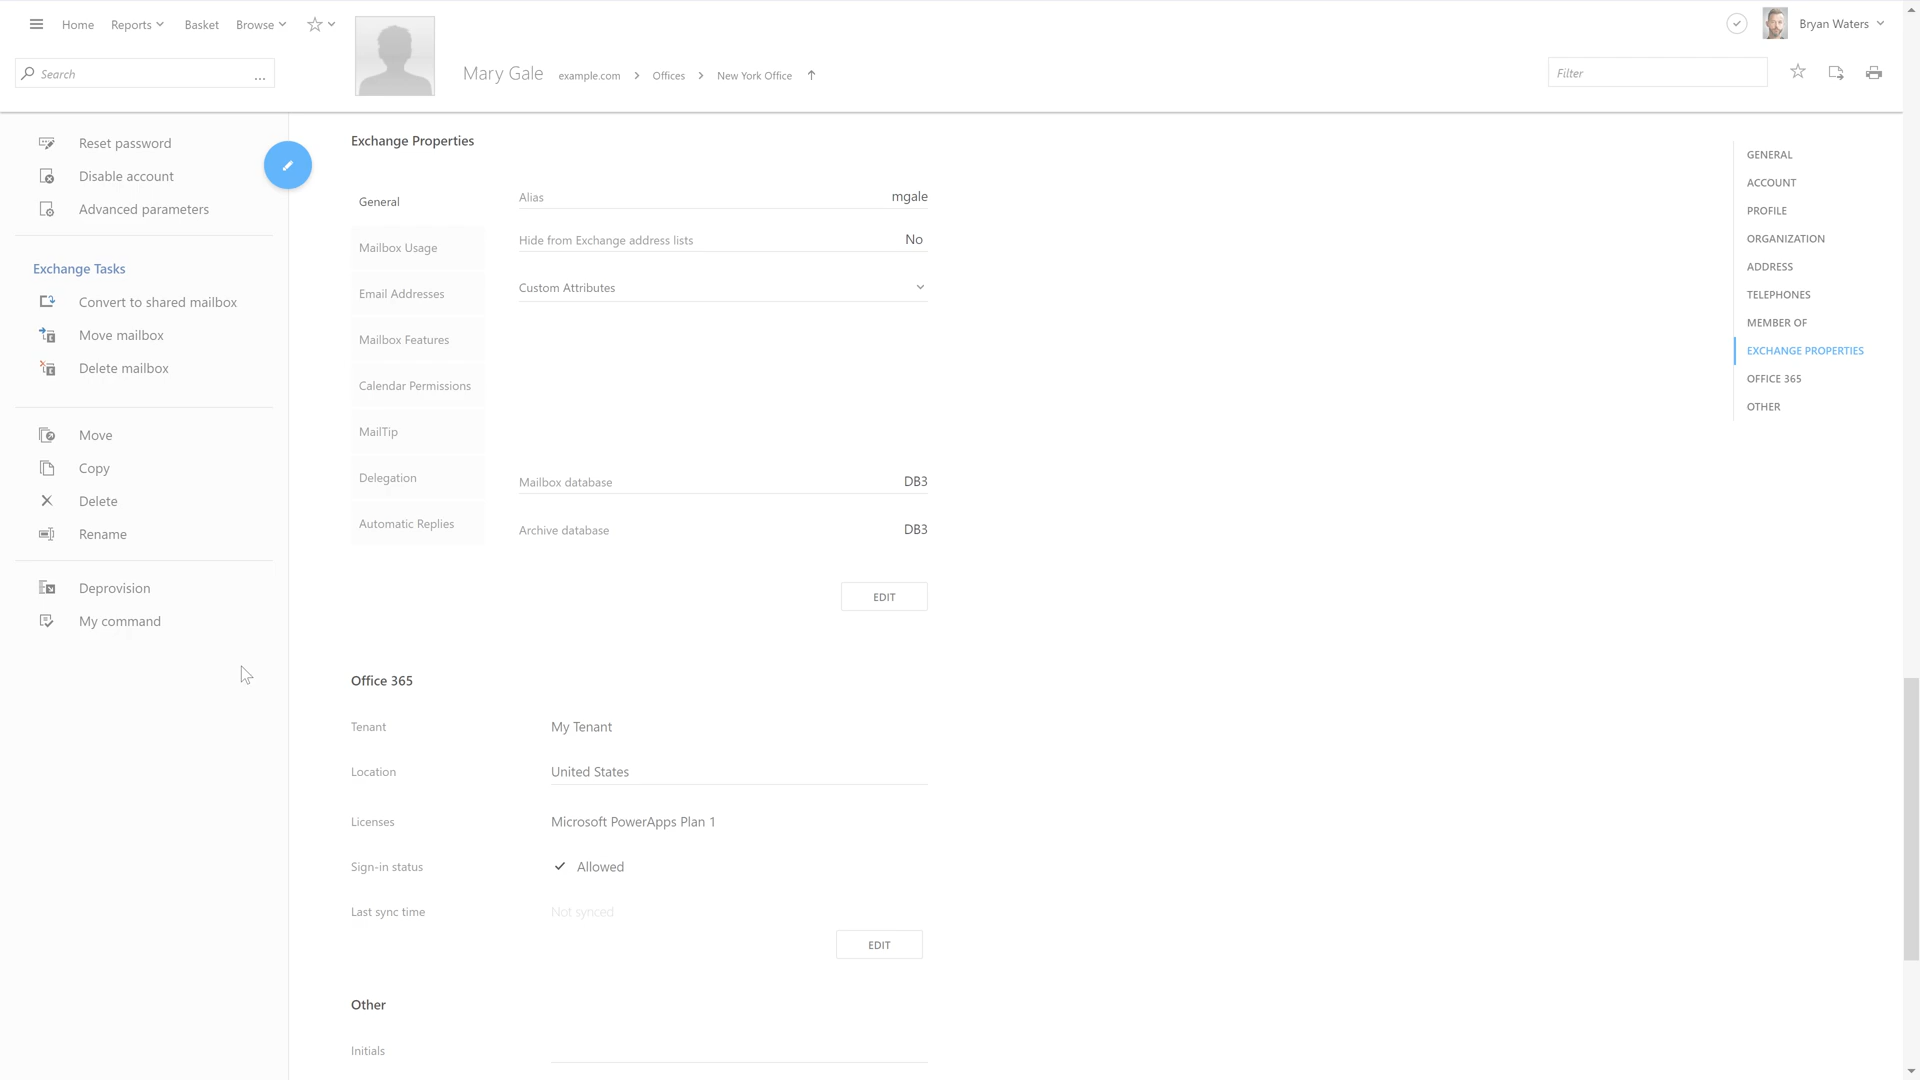 Home
Reports
Basket
Browse
Bryan Waters
Search
...
Mary Gale
example.com
Offices
New York Office
Filter
Reset password
Disable account
Advanced parameters
Exchange Tasks
Convert to shared mailbox
Move mailbox
Delete mailbox
Move
Copy
Delete
Rename
Deprovision
My command
Exchange Properties
General
Mailbox Usage
Email Addresses
Mailbox Features
Calendar Permissions
MailTip
Delegation
Automatic Replies
Alias mgale
Hide from Exchange address lists No
Custom Attributes
Mailbox database DB3
Archive database DB3
EDIT
Office 365
Tenant My Tenant
Location United States
Licenses Microsoft PowerApps Plan 1
Sign-in status Allowed
Last sync time Not synced
EDIT
Other
Initials
GENERAL
ACCOUNT
PROFILE
ORGANIZATION
ADDRESS
TELEPHONES
MEMBER OF
EXCHANGE PROPERTIES
OFFICE 365
OTHER